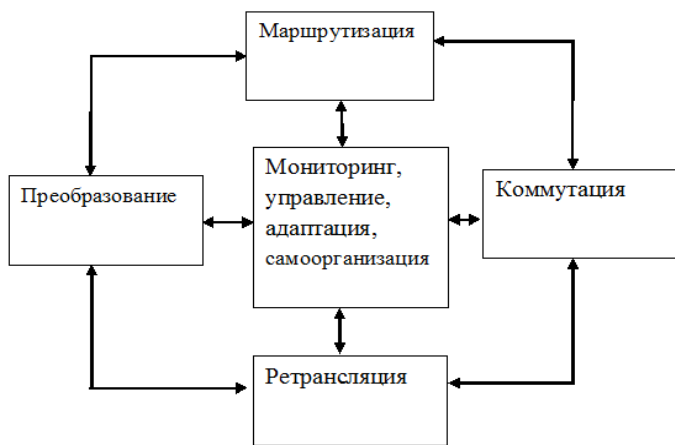 Маршрутизация
Мониторинг,
управление,
адаптация,
самоорганизация
Преобразование
Коммутация
Ретрансляция